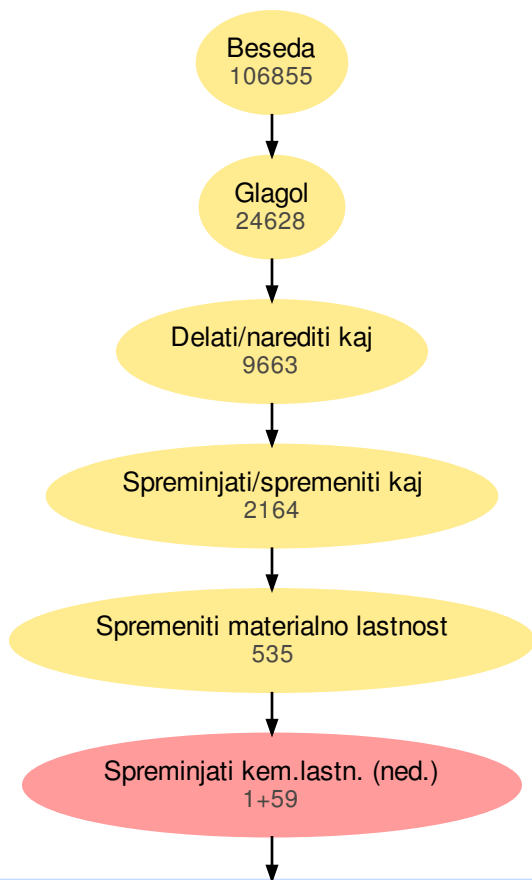 Beseda
106855
Glagol
24628
Delati/narediti kaj
9663
Spreminjati/spremeniti kaj
2164
Spremeniti materialno lastnost
535
Spreminjati kem.lastn. (ned.)
1+59